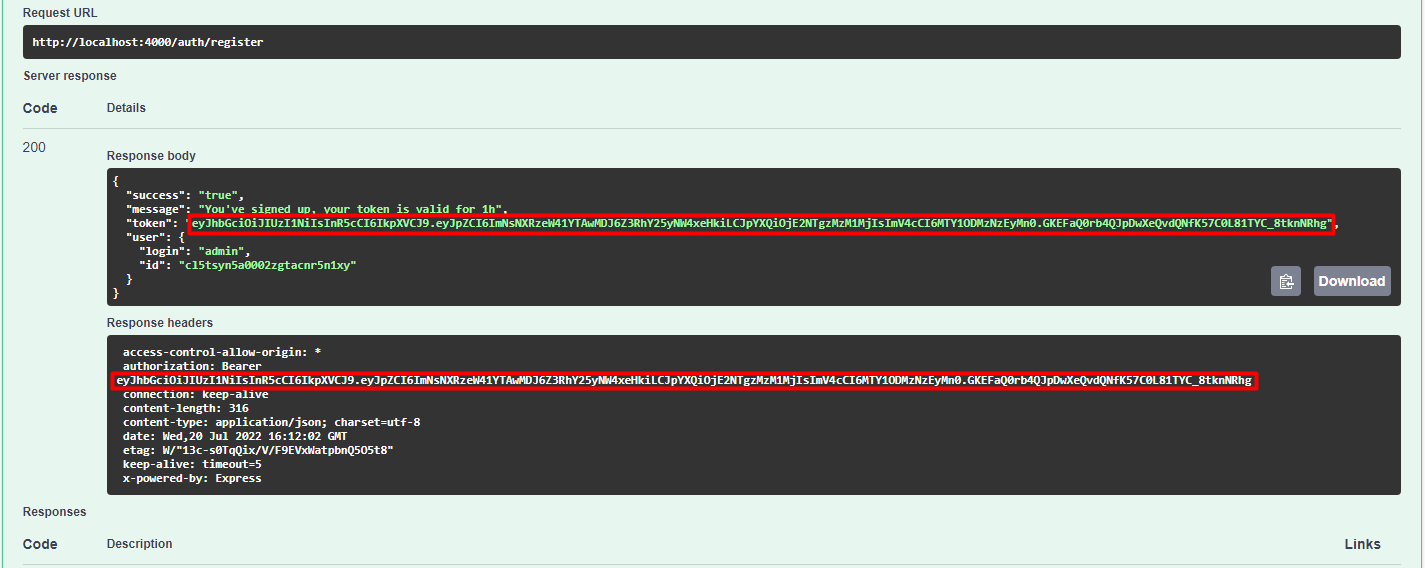 Request URL
http://localhost:4000/auth/register
Server response
Code Details
200
Response body
{
"success": "true",
"message": "You've signed up, your token is valid for 1h",
"token": "eyJhbGciOiJIUzI1NiIsInR5cCI6IkpXVCJ9.eyJpZCI6ImNsNXRzeW41YTAwMDJ6Z3RhY25yNW4xeHkiLCJpYXQiOjE2NTgzMzM1MjIsImV4cCI6MTY1ODMzNzEyMn0.GKEFaQ0rb4QJpDwXeQvdQNfK57C0L81TYC_8tknNRhg",
"user": {
"login": "admin",
"id": "cl5tsyn5a0002zgtacnr5n1xy"
}
}
Download
Response headers
access-control-allow-origin: *
authorization: Bearer
eyJhbGciOiJIUzI1NiIsInR5cCI6IkpXVCJ9.eyJpZCI6ImNsNXRzeW41YTAwMDJ6Z3RhY25yNW4xeHkiLCJpYXQiOjE2NTgzMzM1MjIsImV4cCI6MTY1ODMzNzEyMn0.GKEFaQ0rb4QJpDwXeQvdQNfK57C0L81TYC_8tknNRhg
connection: keep-alive
content-length: 316
content-type: application/json; charset=utf-8
date: Wed,20 Jul 2022 16:12:02 GMT
etag: W/"13c-s0TqQix/V/F9EVxWatpbnQ5O5t8"
keep-alive: timeout=5
x-powered-by: Express
Responses
Code Description Links